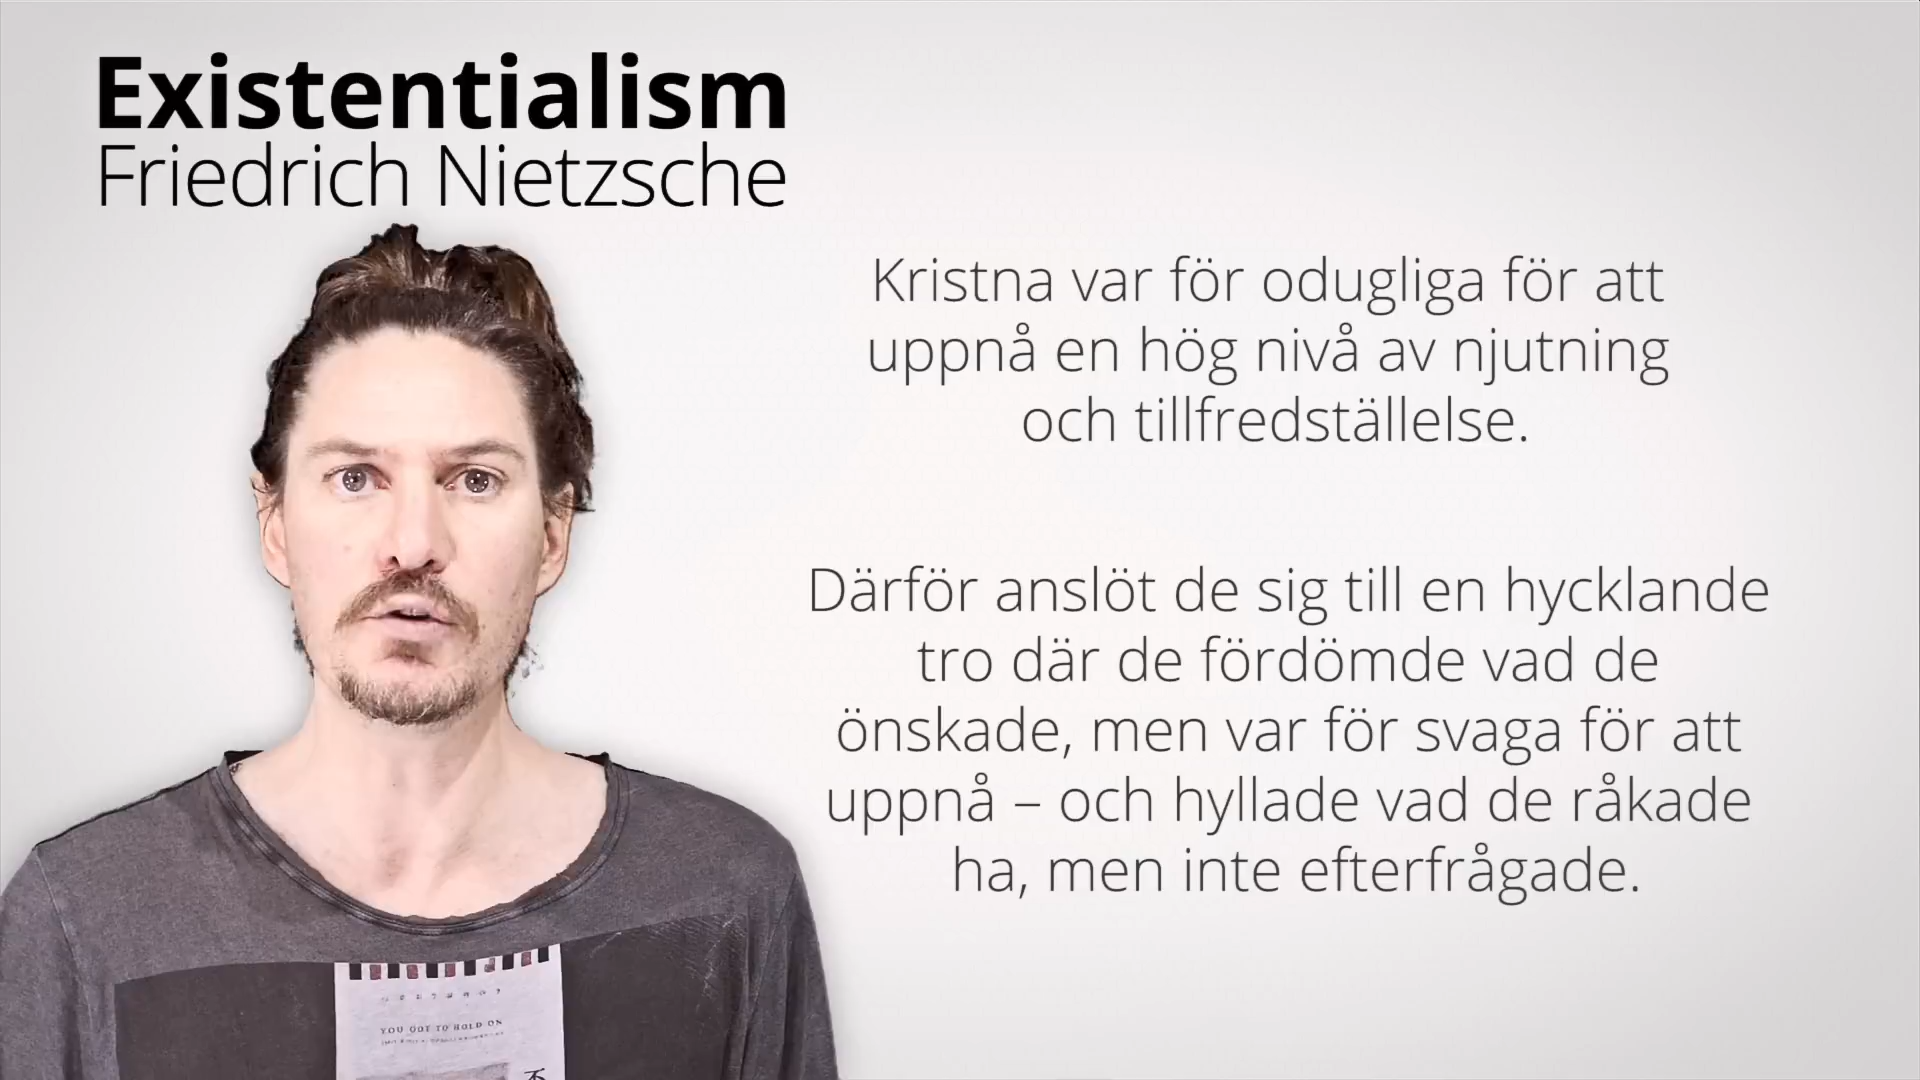 Existentialism
Friedrich Nietzsche
Kristna var för odugliga för att
uppnå en hög nivå av njutning
och tillfredställelse.
Därför anslöt de sig till en hycklande
tro där de fördömde vad de
önskade, men var för svaga för att
uppnå – och hyllade vad de råkade
ha, men inte efterfrågade.
YOU GOT TO HOLD ON